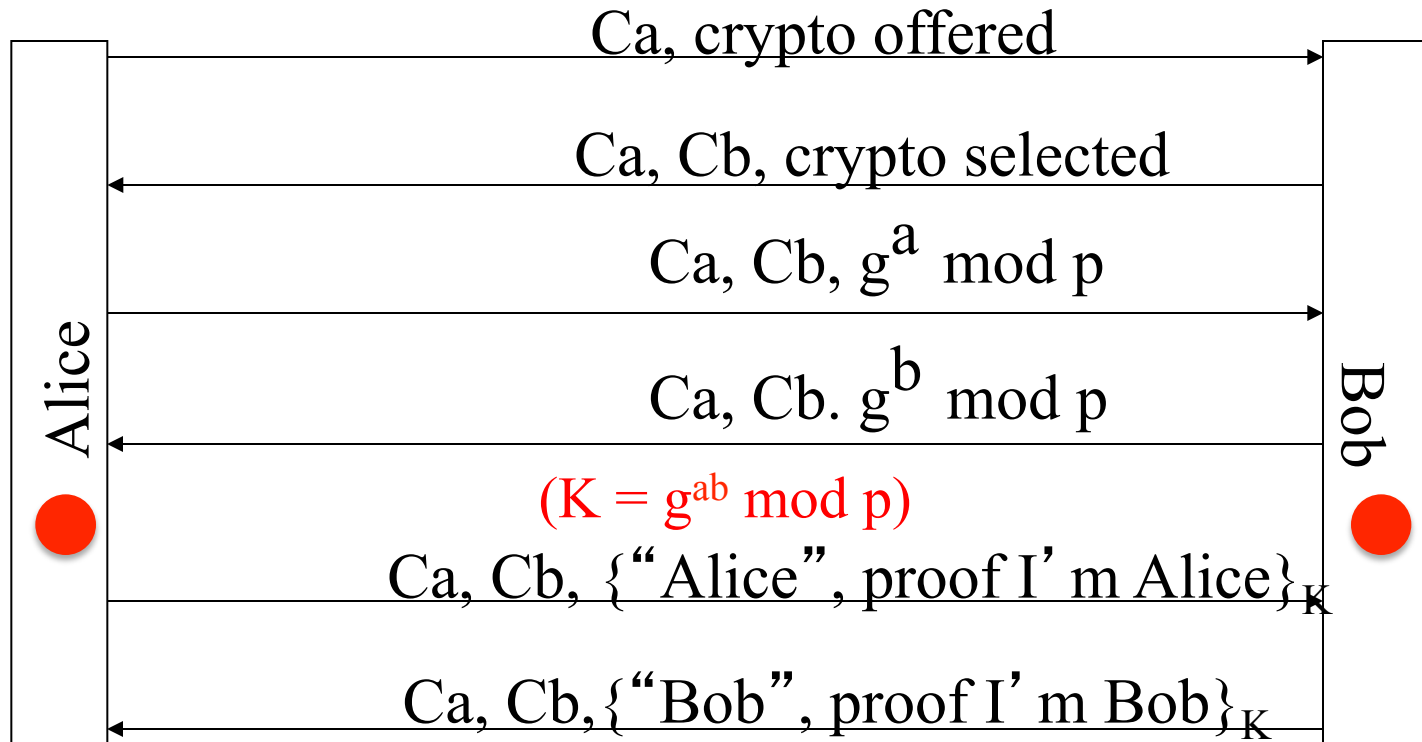 Ca, crypto offered
Ca, Cb, crypto selected
Ca, Cb, gᵃ mod p
Alice
Ca, Cb. gᵇ mod p
Bob
(K = gᵃᵇ mod p)
Ca, Cb, {“Alice”, proof I’ m Alice}K
Ca, Cb,{“Bob”, proof I’ m Bob}K